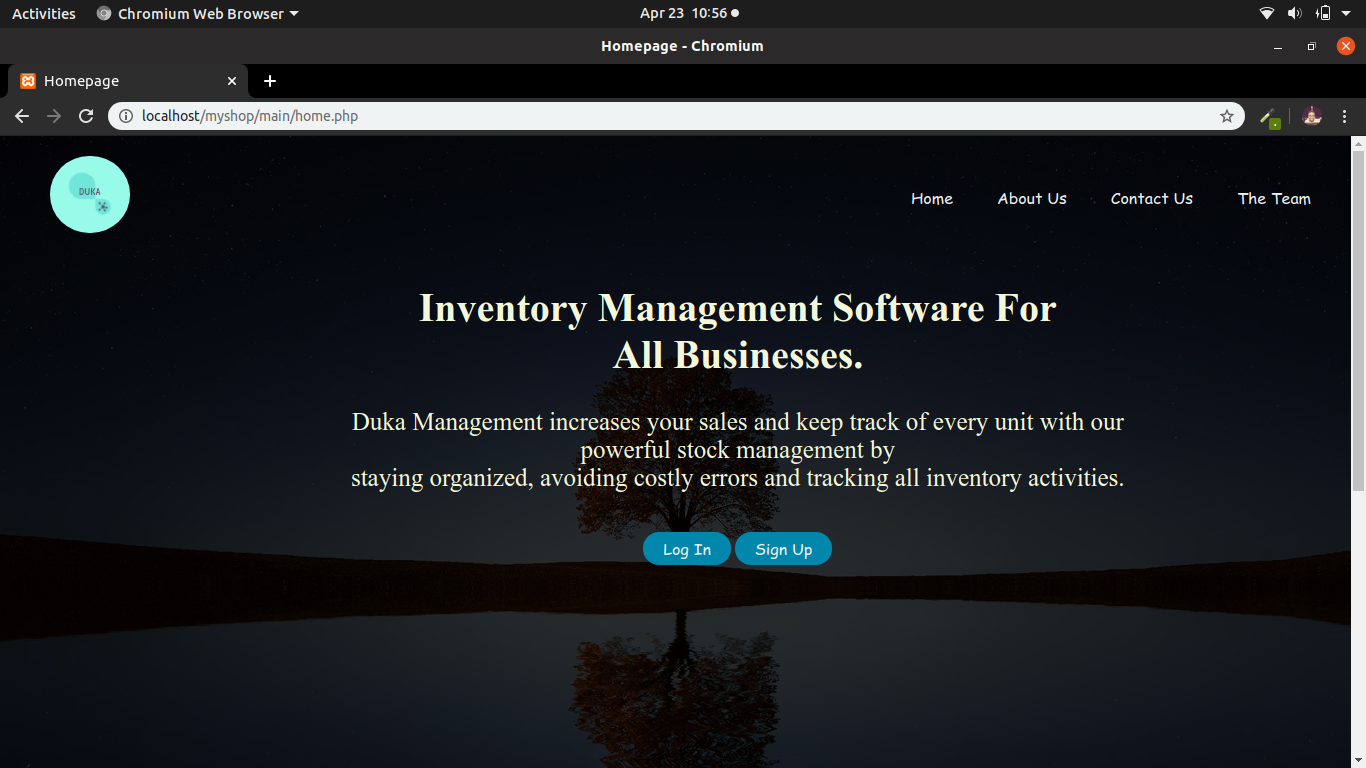 Activities Chromium Web Browser Apr 23 10:56
Homepage - Chromium
Homepage
localhost/myshop/main/home.php
DUKA
Home About Us Contact Us The Team
Inventory Management Software For
All Businesses.
Duka Management increases your sales and keep track of every unit with our
powerful stock management by
staying organized, avoiding costly errors and tracking all inventory activities.
Log In Sign Up